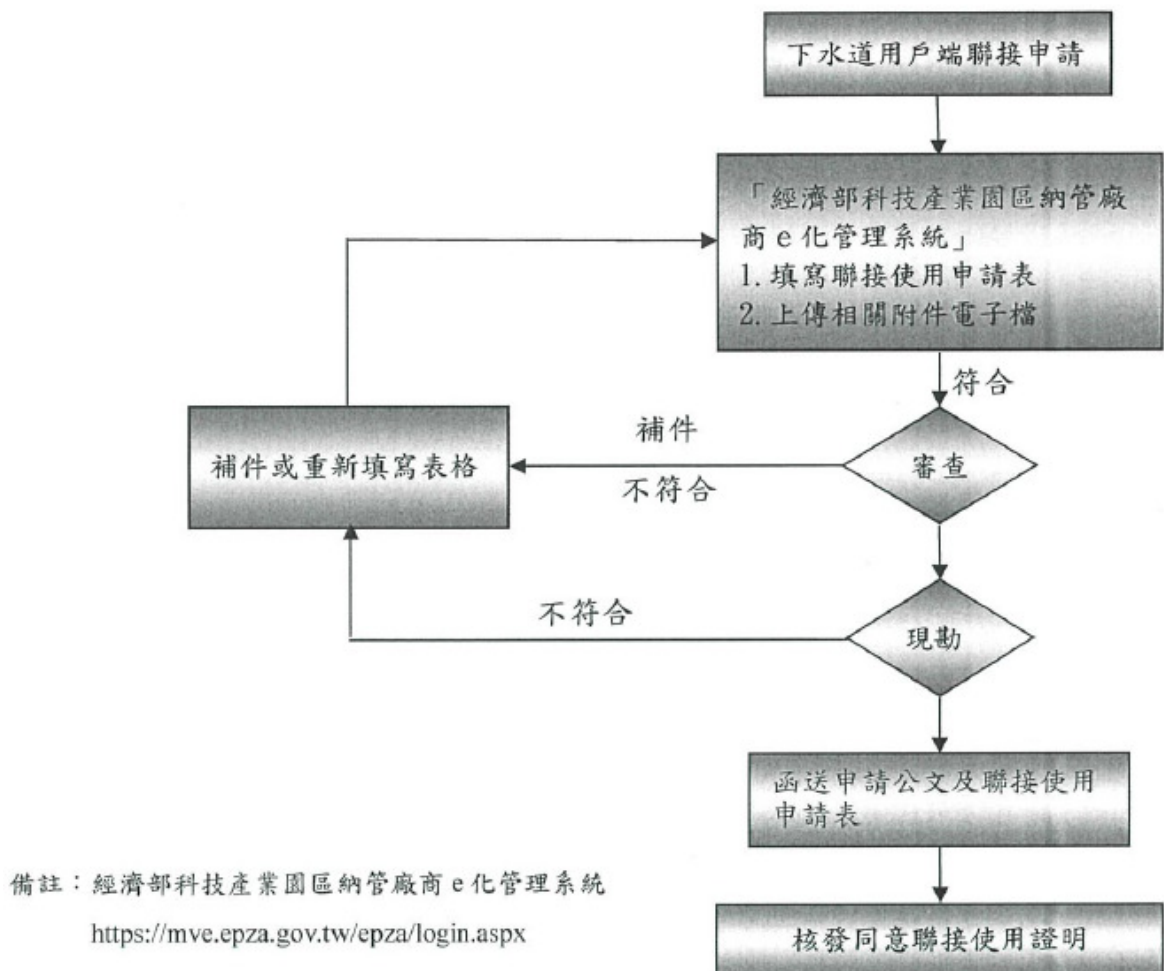 下水道用戶端聯接申請
「經濟部科技產業園區納管廠
商e化管理系統」
1. 填寫聯接使用申請表
2. 上傳相關附件電子檔
符合
審查
補件
不符合
補件或重新填寫表格
現勘
不符合
函送申請公文及聯接使用
申請表
核發同意聯接使用證明
備註：經濟部科技產業園區納管廠商e化管理系統
https://mve.epza.gov.tw/epza/login.aspx